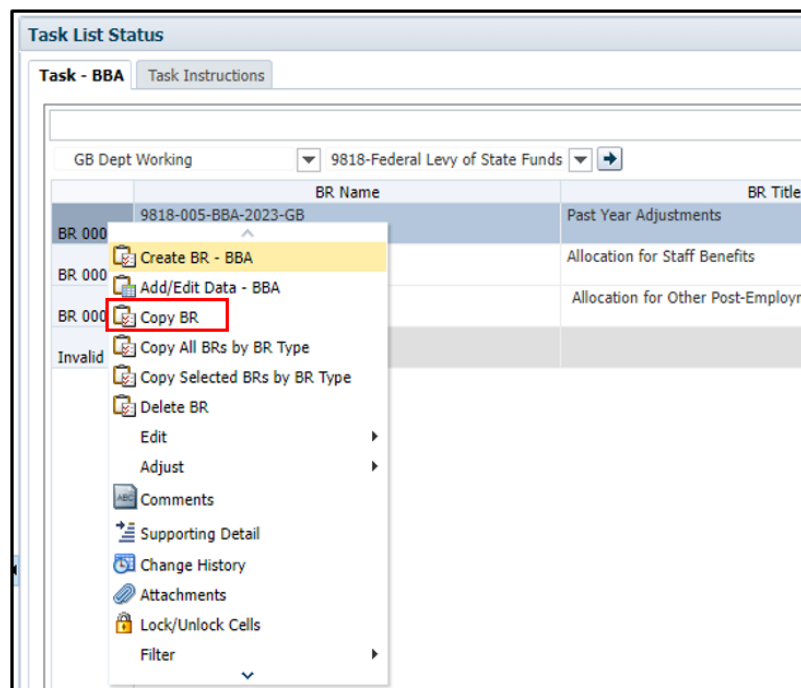 Task List Status
Task - BBA Task Instructions
GB Dept Working 9818-Federal Levy of State Funds
BR Name BR Title
9818-005-BBA-2023-GB Past Year Adjustments
BR 000
Create BR - BBA Allocation for Staff Benefits
BR 000
Add/Edit Data - BBA
Allocation for Other Post-Employ
BR 000
Copy BR
Copy All BRs by BR Type
Invalid
Copy Selected BRs by BR Type
Delete BR
Edit
Adjust
ABC Comments
Supporting Detail
Change History
Attachments
Lock/Unlock Cells
Filter